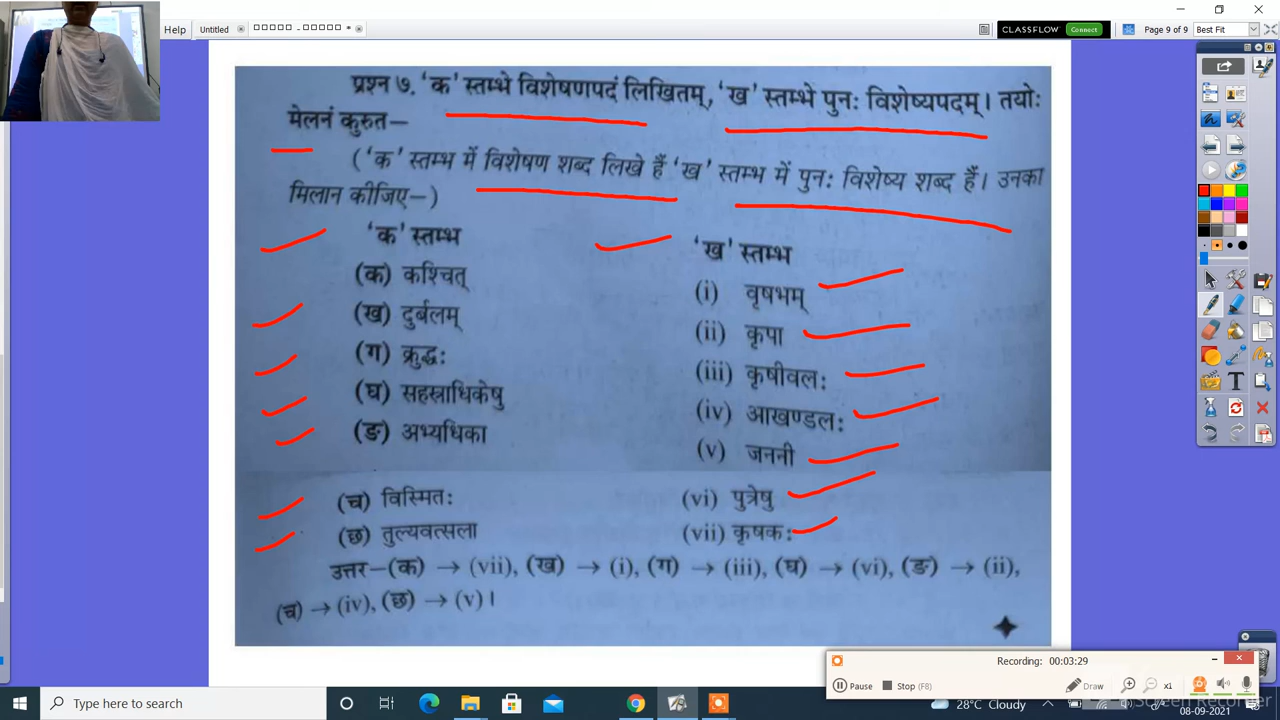 Help
Untitled
Page 9 of 9
Best Fit
CLASSFLOW Connect
प्रश्न ७. 'क' स्तम्भे विशेषणपदं लिखितम्, 'ख' स्तम्भे पुनः विशेष्यपदम्। तयोः
मेलनं कुरुत–
('क' स्तम्भ में विशेषण शब्द लिखे हैं 'ख' स्तम्भ में पुनः विशेष्य शब्द हैं। उनका
मिलान कीजिए–)
'क' स्तम्भ 'ख' स्तम्भ
(क) कश्चित् (i) वृषभम्
(ख) दुर्बलम् (ii) कृपा
(ग) क्रुद्धः (iii) कृषीवलः
(घ) सहस्राधिकेषु (iv) आखण्डलः
(ङ) अभ्यधिका (v) जननी
(च) विस्मितः (vi) पुत्रेषु
(छ) तुल्यवत्सला (vii) कृषकः
उत्तर–(क) → (vii), (ख) → (i), (ग) → (iii), (घ) → (vi), (ङ) → (ii),
(च) → (iv), (छ) → (v)।
Recording: 00:03:29
Pause Stop (F8) Draw x1
Screen Recorder
Type here to search
28°C Cloudy
08-09-2021